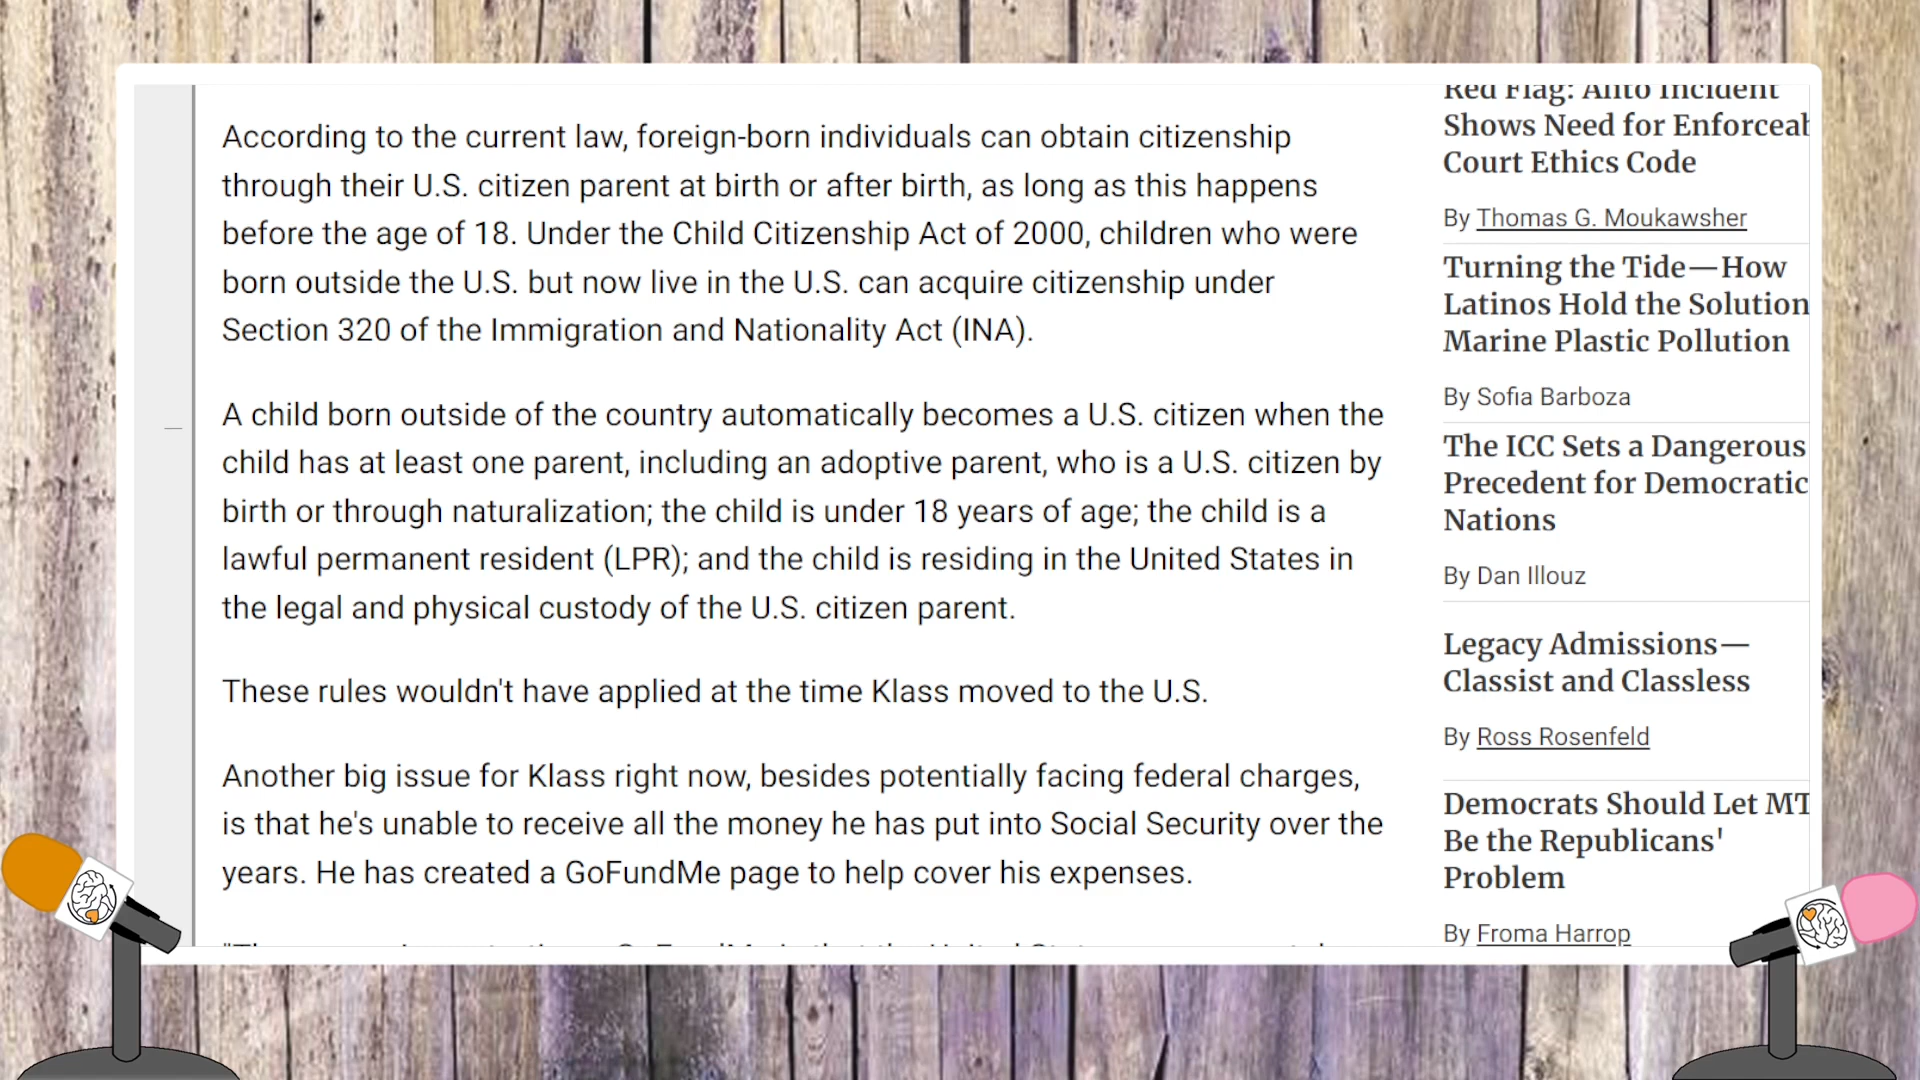 According to the current law, foreign-born individuals can obtain citizenship
through their U.S. citizen parent at birth or after birth, as long as this happens
before the age of 18. Under the Child Citizenship Act of 2000, children who were
born outside the U.S. but now live in the U.S. can acquire citizenship under
Section 320 of the Immigration and Nationality Act (INA).
A child born outside of the country automatically becomes a U.S. citizen when the
child has at least one parent, including an adoptive parent, who is a U.S. citizen by
birth or through naturalization; the child is under 18 years of age; the child is a
lawful permanent resident (LPR); and the child is residing in the United States in
the legal and physical custody of the U.S. citizen parent.
These rules wouldn't have applied at the time Klass moved to the U.S.
Another big issue for Klass right now, besides potentially facing federal charges,
is that he's unable to receive all the money he has put into Social Security over the
years. He has created a GoFundMe page to help cover his expenses.
Red Flag: Alito Incident
Shows Need for Enforceab
Court Ethics Code
By Thomas G. Moukawsher
Turning the Tide—How
Latinos Hold the Solution
Marine Plastic Pollution
By Sofia Barboza
The ICC Sets a Dangerous
Precedent for Democratic
Nations
By Dan Illouz
Legacy Admissions—
Classist and Classless
By Ross Rosenfeld
Democrats Should Let MT
Be the Republicans'
Problem
By Froma Harrop